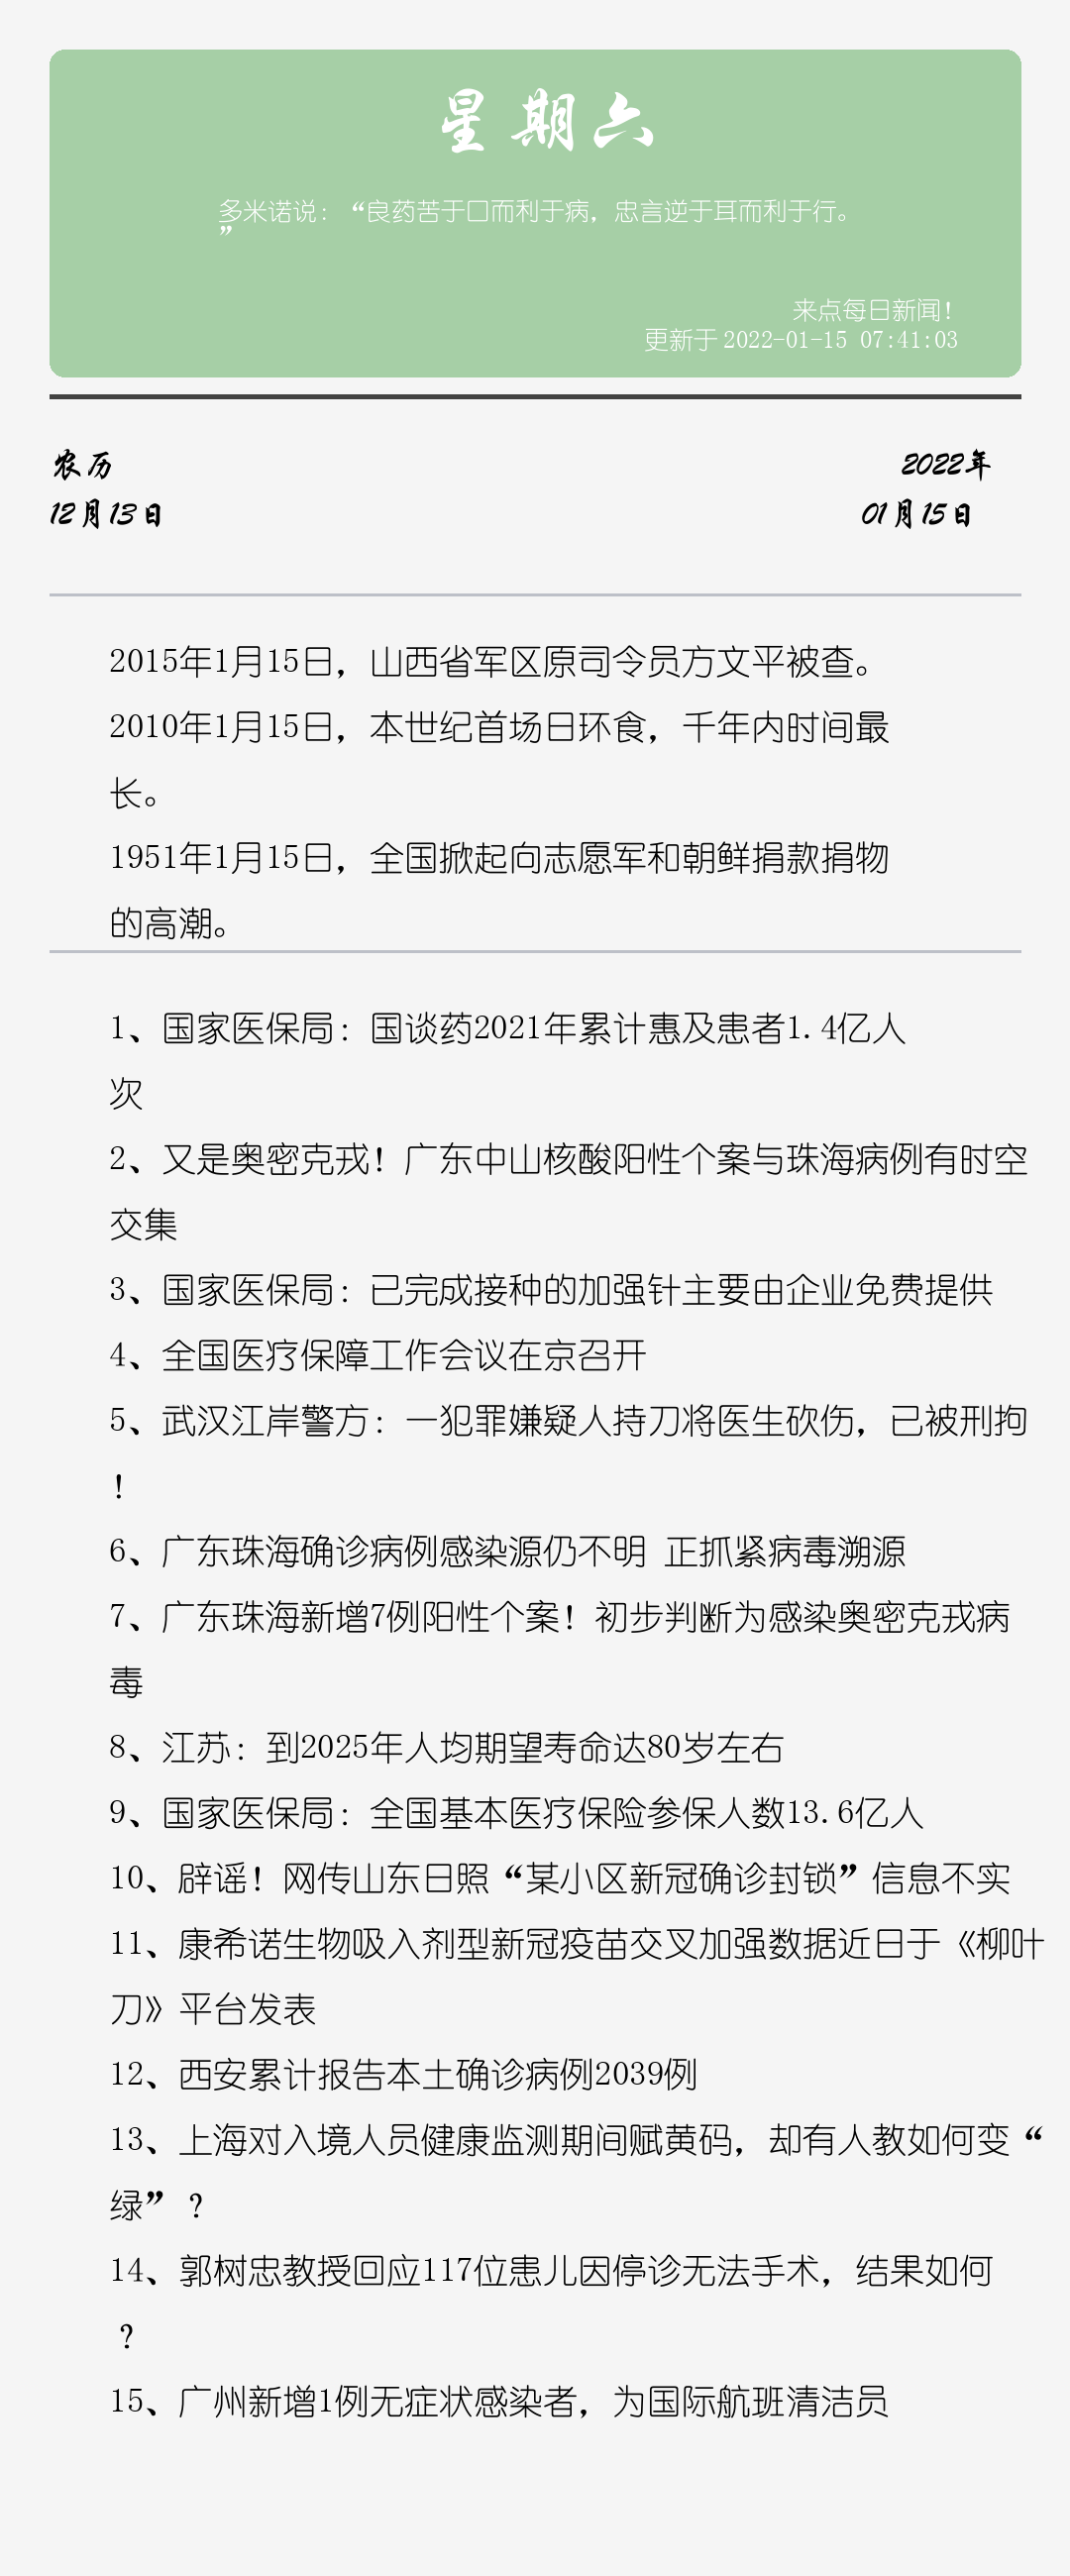 星期六
多米诺说：“良药苦于口而利于病，忠言逆于耳而利于行。
”
来点每日新闻！
更新于 2022-01-15 07:41:03
农历
2022年
12月13日
01月15日
2015年1月15日，山西省军区原司令员方文平被查。
2010年1月15日，本世纪首场日环食，千年内时间最
长。
1951年1月15日，全国掀起向志愿军和朝鲜捐款捐物
的高潮。
1、国家医保局：国谈药2021年累计惠及患者1.4亿人
次
2、又是奥密克戎！广东中山核酸阳性个案与珠海病例有时空
交集
3、国家医保局：已完成接种的加强针主要由企业免费提供
4、全国医疗保障工作会议在京召开
5、武汉江岸警方：一犯罪嫌疑人持刀将医生砍伤，已被刑拘
！
6、广东珠海确诊病例感染源仍不明 正抓紧病毒溯源
7、广东珠海新增7例阳性个案！初步判断为感染奥密克戎病
毒
8、江苏：到2025年人均期望寿命达80岁左右
9、国家医保局：全国基本医疗保险参保人数13.6亿人
10、辟谣！网传山东日照“某小区新冠确诊封锁”信息不实
11、康希诺生物吸入剂型新冠疫苗交叉加强数据近日于《柳叶
刀》平台发表
12、西安累计报告本土确诊病例2039例
13、上海对入境人员健康监测期间赋黄码，却有人教如何变“
绿”？
14、郭树忠教授回应117位患儿因停诊无法手术，结果如何
？
15、广州新增1例无症状感染者，为国际航班清洁员